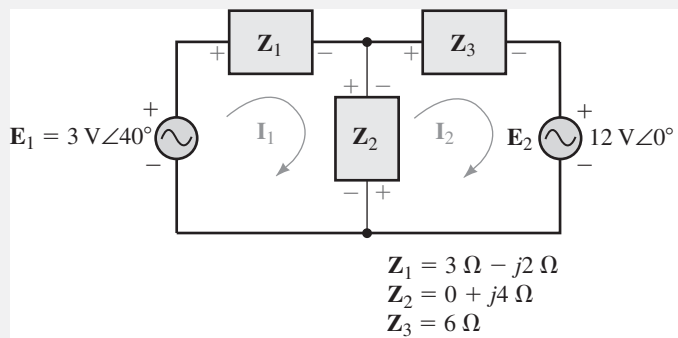 + Z₁ − + Z₃ −
+ + − +
E₁ = 3 V∠40° I₁ Z₂ I₂ E₂ 12 V∠0°
− − + −
Z₁ = 3 Ω − j2 Ω
Z₂ = 0 + j4 Ω
Z₃ = 6 Ω